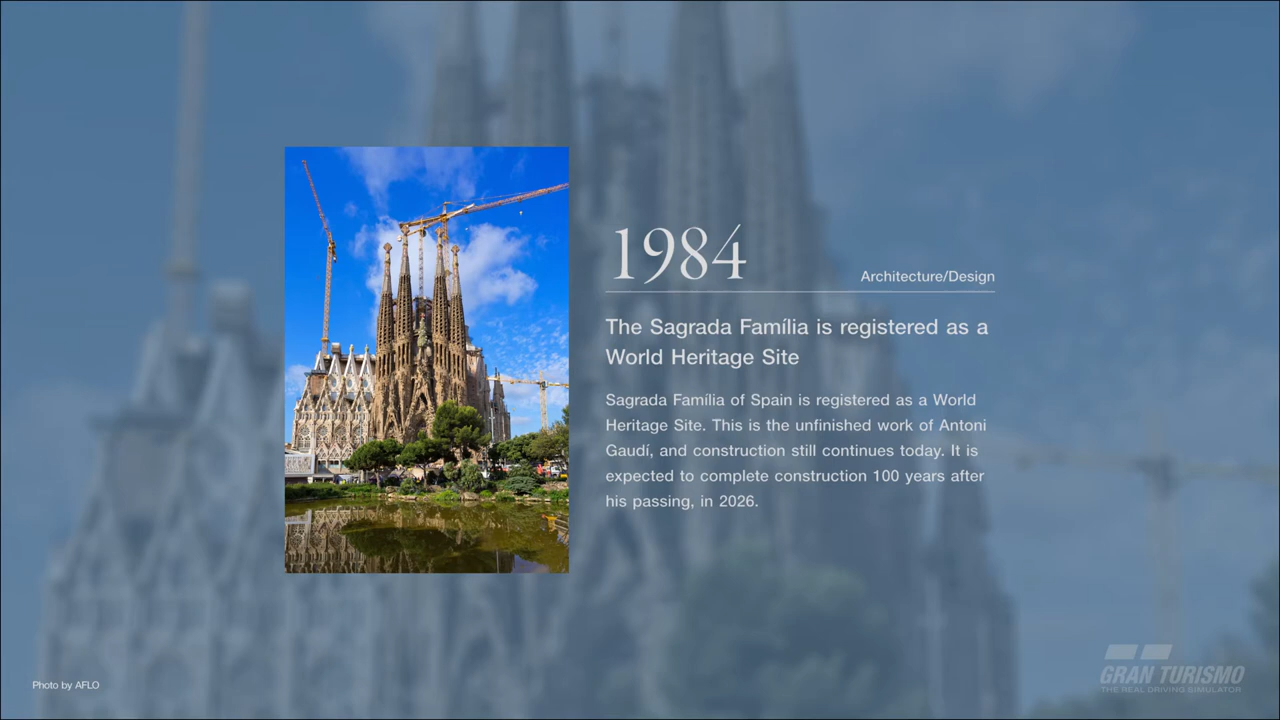 1984
Architecture/Design
The Sagrada Família is registered as a
World Heritage Site
Sagrada Família of Spain is registered as a World
Heritage Site. This is the unfinished work of Antoni
Gaudí, and construction still continues today. It is
expected to complete construction 100 years after
his passing, in 2026.
Photo by AFLO
GRAN TURISMO
THE REAL DRIVING SIMULATOR